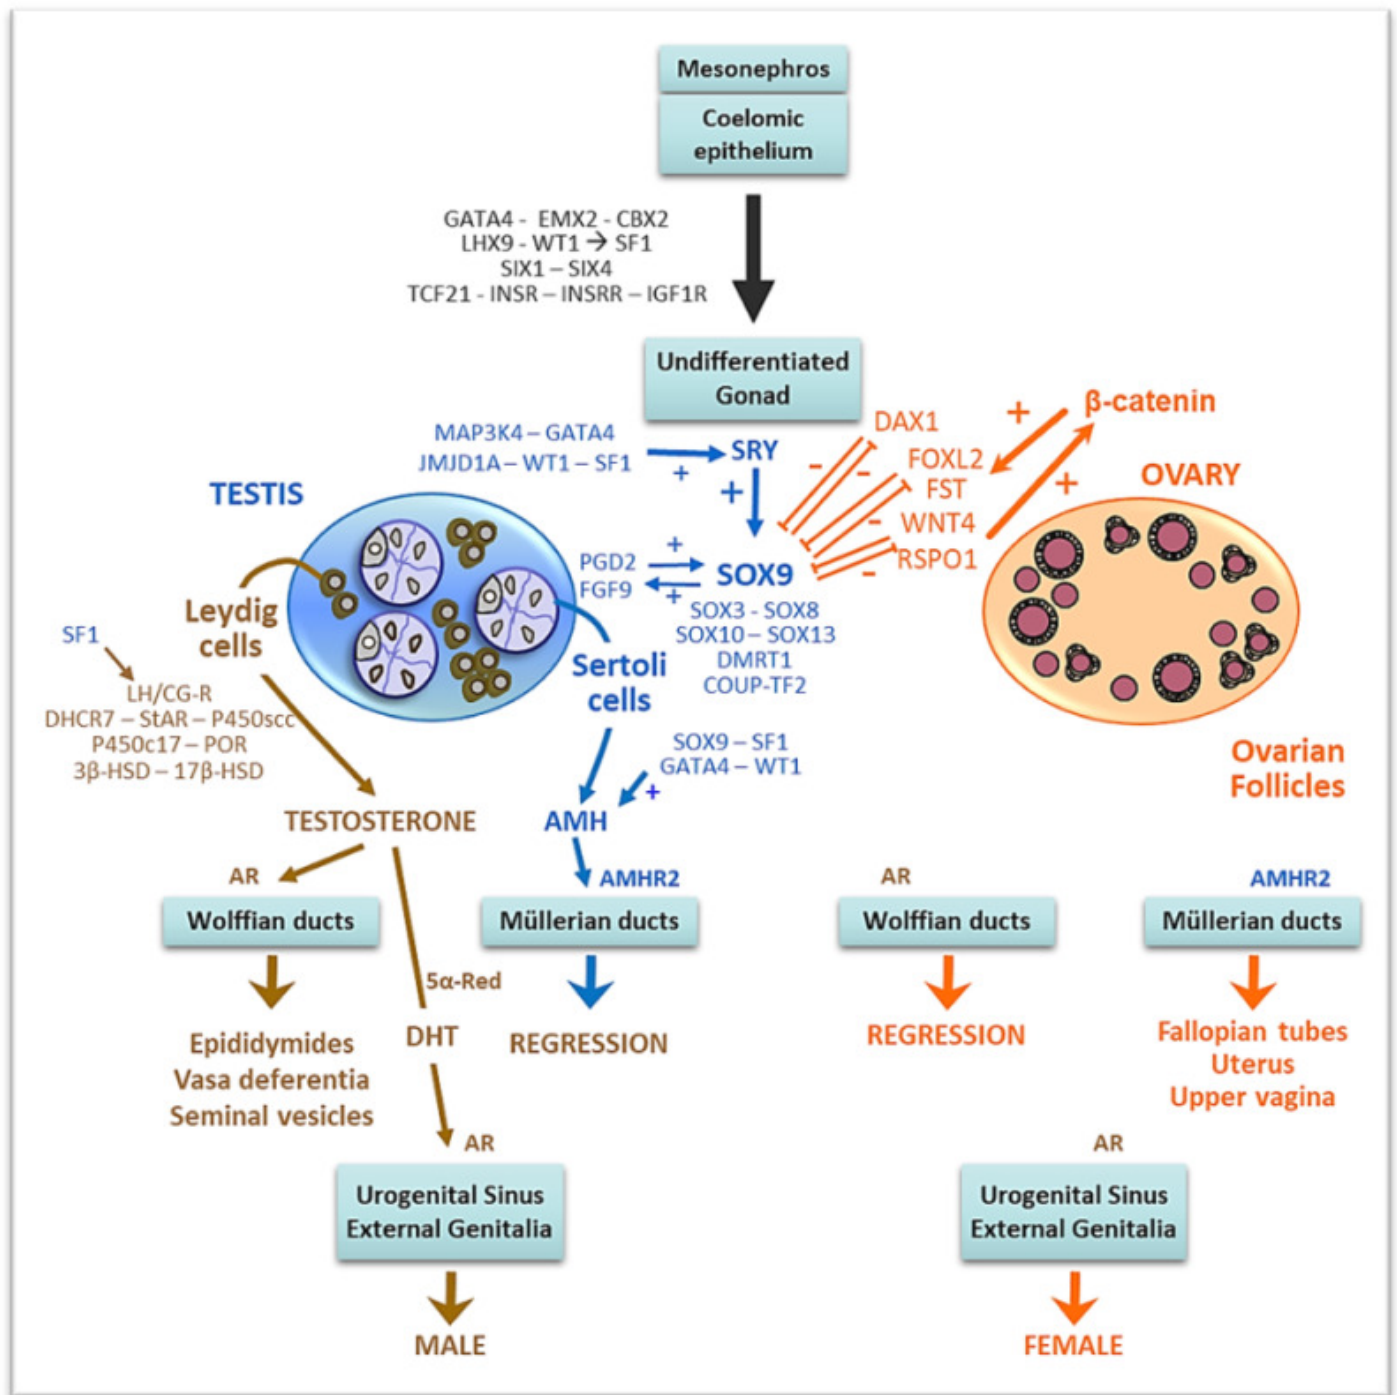 Mesonephros
Coelomic
epithelium
GATA4 - EMX2 - CBX2
LHX9 - WT1 → SF1
SIX1 – SIX4
TCF21 - INSR – INSRR – IGF1R
Undifferentiated
Gonad
MAP3K4 – GATA4
JMJD1A – WT1 – SF1
+
SRY
+
DAX1
FOXL2
FST
WNT4
RSPO1
-
-
-
-
+
β-catenin
+
TESTIS
OVARY
PGD2
FGF9
+
+
SOX9
SOX3 - SOX8
SOX10 – SOX13
DMRT1
COUP-TF2
Leydig
cells
SF1
LH/CG-R
DHCR7 – StAR – P450scc
P450c17 – POR
3β-HSD – 17β-HSD
Sertoli
cells
SOX9 – SF1
GATA4 – WT1
+
Ovarian
Follicles
TESTOSTERONE
AMH
AR
AMHR2
AR
AMHR2
Wolffian ducts
Müllerian ducts
Wolffian ducts
Müllerian ducts
5α-Red
Epididymides
Vasa deferentia
Seminal vesicles
DHT
REGRESSION
REGRESSION
Fallopian tubes
Uterus
Upper vagina
AR
AR
Urogenital Sinus
External Genitalia
Urogenital Sinus
External Genitalia
MALE
FEMALE